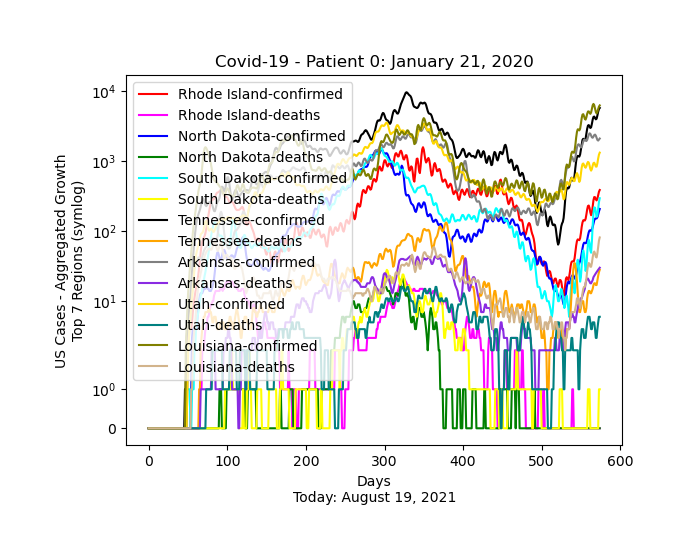 Covid-19 - Patient 0: January 21, 2020
US Cases - Aggregated Growth
Top 7 Regions (symlog)
10⁴
10³
10²
10¹
10⁰
0
Rhode Island-confirmed
Rhode Island-deaths
North Dakota-confirmed
North Dakota-deaths
South Dakota-confirmed
South Dakota-deaths
Tennessee-confirmed
Tennessee-deaths
Arkansas-confirmed
Arkansas-deaths
Utah-confirmed
Utah-deaths
Louisiana-confirmed
Louisiana-deaths
0 100 200 300 400 500 600
Days
Today: August 19, 2021